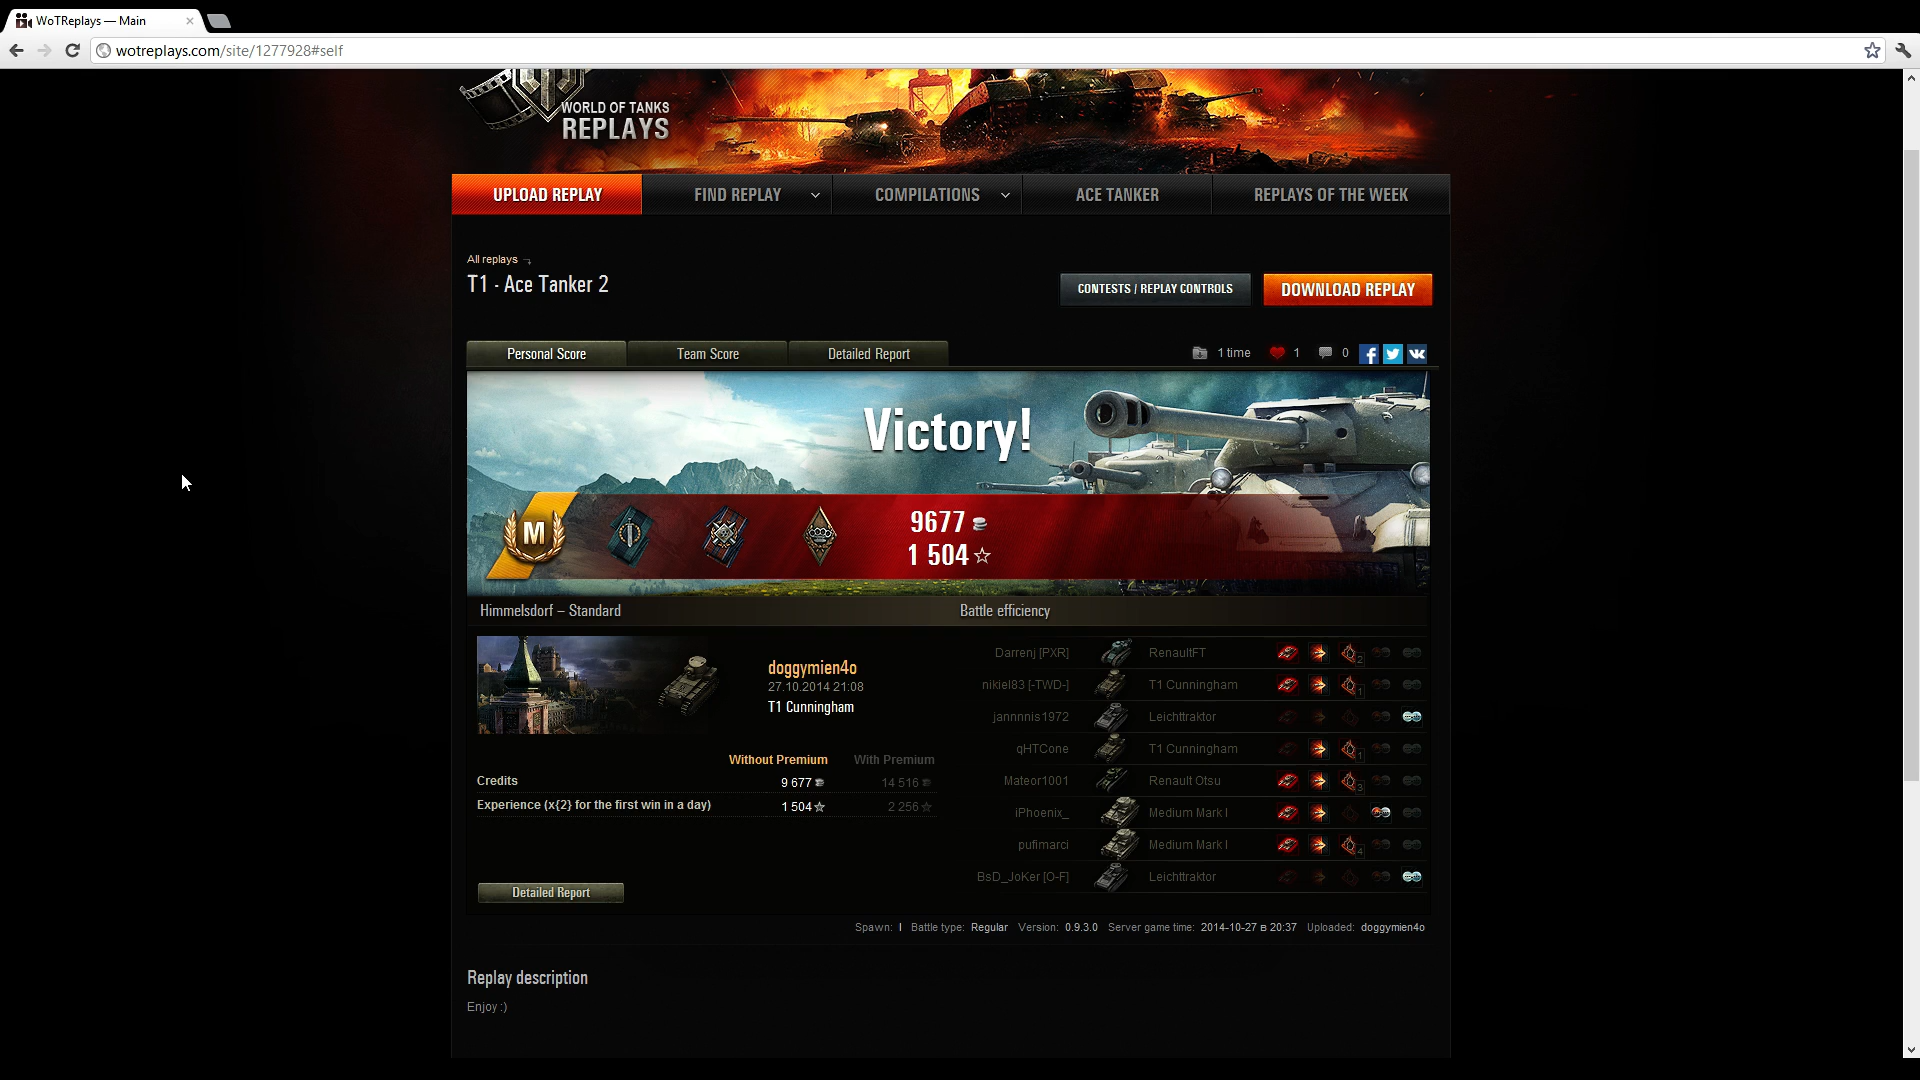 WoTReplays — Main
wotreplays.com/site/1277928#self
WORLD OF TANKS
REPLAYS
UPLOAD REPLAY
FIND REPLAY
COMPILATIONS
ACE TANKER
REPLAYS OF THE WEEK
All replays
T1 - Ace Tanker 2
CONTESTS / REPLAY CONTROLS
DOWNLOAD REPLAY
Personal Score
Team Score
Detailed Report
1 time
1
0
Victory!
M
9677
1 504
Himmelsdorf – Standard
Battle efficiency
doggymien4o
27.10.2014 21:08
T1 Cunningham
Without Premium With Premium
Credits 9 677 14 516
Experience (x{2} for the first win in a day) 1 504 2 256
Detailed Report
Darrenj [PXR] RenaultFT 2
nikiel83 [-TWD-] T1 Cunningham 1
jannnnis1972 Leichttraktor
qHTCone T1 Cunningham 1
Mateor1001 Renault Otsu 3
iPhoenix_ Medium Mark I
pufimarci Medium Mark I 4
BsD_JoKer [O-F] Leichttraktor
Spawn: I Battle type: Regular Version: 0.9.3.0 Server game time: 2014-10-27 в 20:37 Uploaded: doggymien4o
Replay description
Enjoy :)